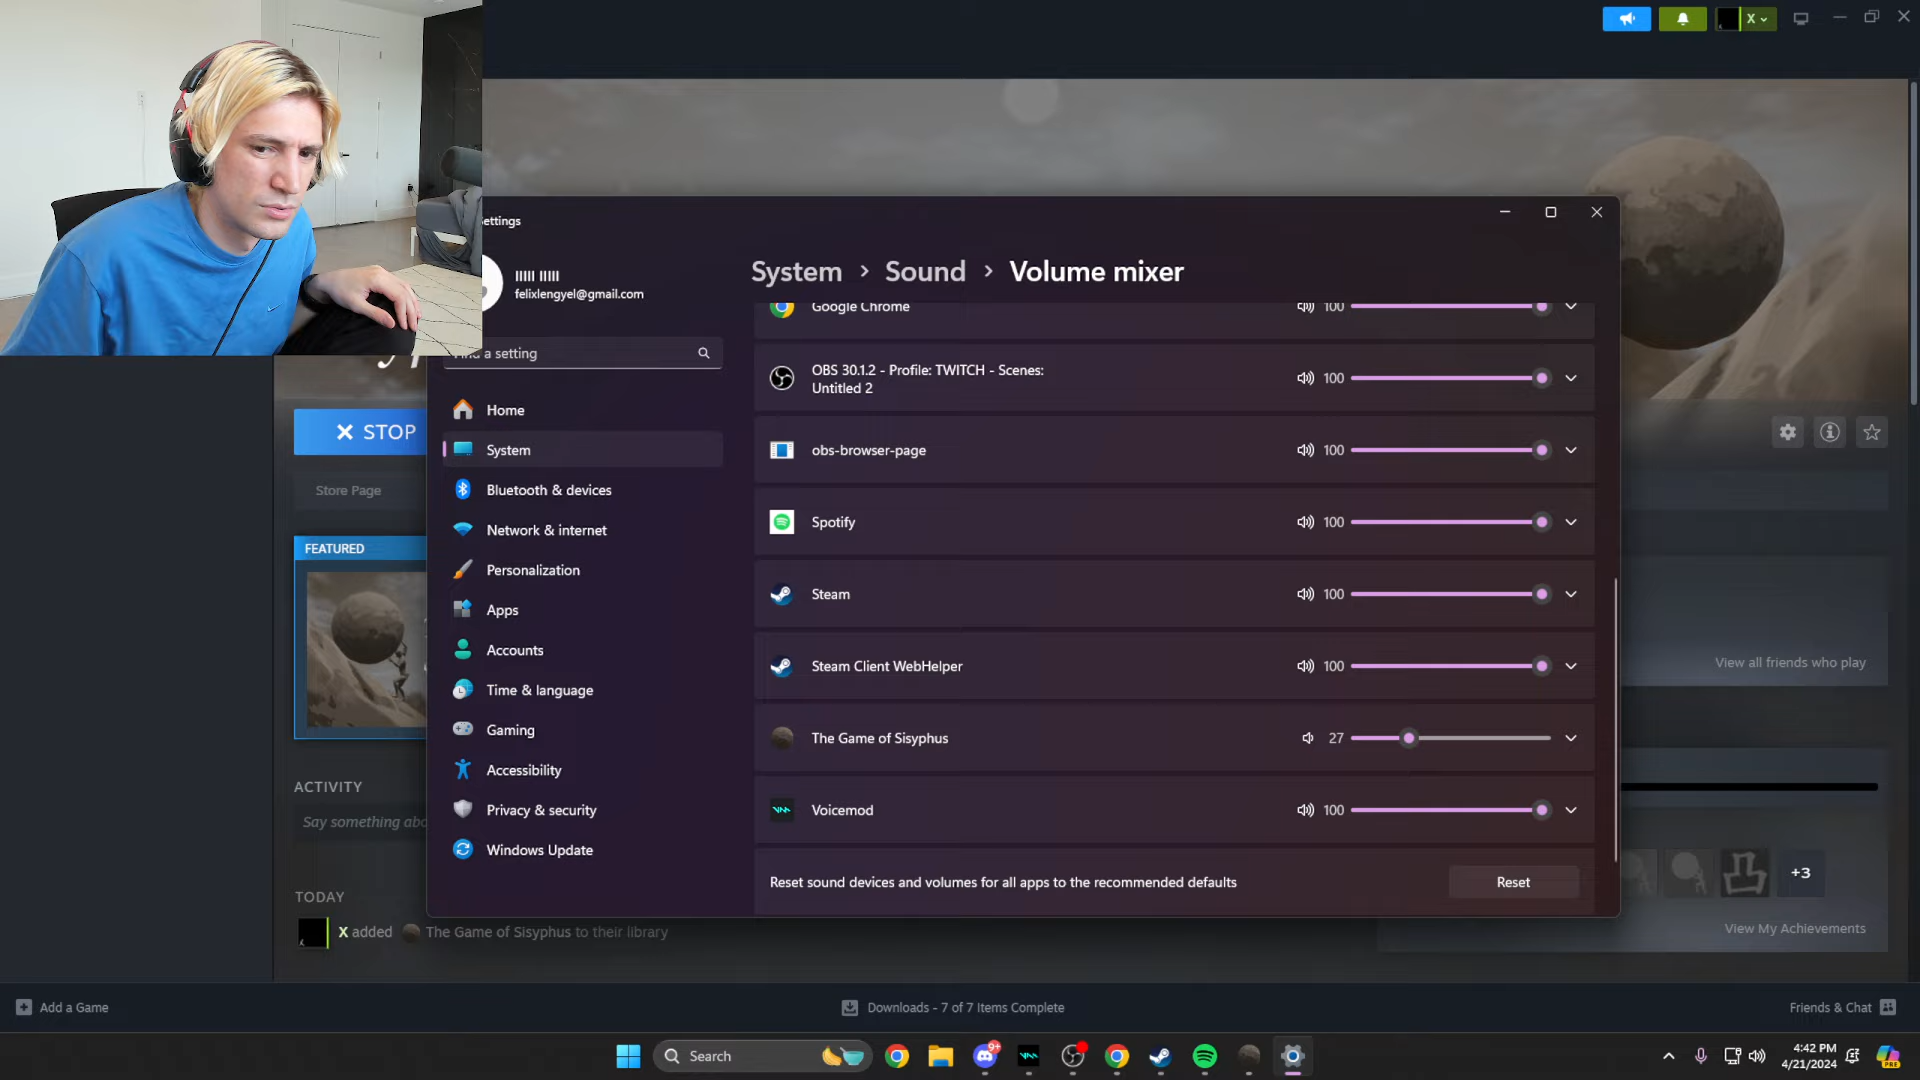 X
Settings
lllll lllll
felixlengyel@gmail.com
System > Sound > Volume mixer
a setting
Home
System
Bluetooth & devices
Network & internet
Personalization
Apps
Accounts
Time & language
Gaming
Accessibility
Privacy & security
Windows Update
Google Chrome 100
OBS 30.1.2 - Profile: TWITCH - Scenes:
Untitled 2 100
obs-browser-page 100
Spotify 100
Steam 100
Steam Client WebHelper 100
The Game of Sisyphus 27
Voicemod 100
Reset sound devices and volumes for all apps to the recommended defaults Reset
STOP
Store Page
FEATURED
View all friends who play
ACTIVITY
Say something abo
+3
View My Achievements
TODAY
X added The Game of Sisyphus to their library
Add a Game
Downloads - 7 of 7 Items Complete
Friends & Chat
Search
9+
4:42 PM
4/21/2024
PRE